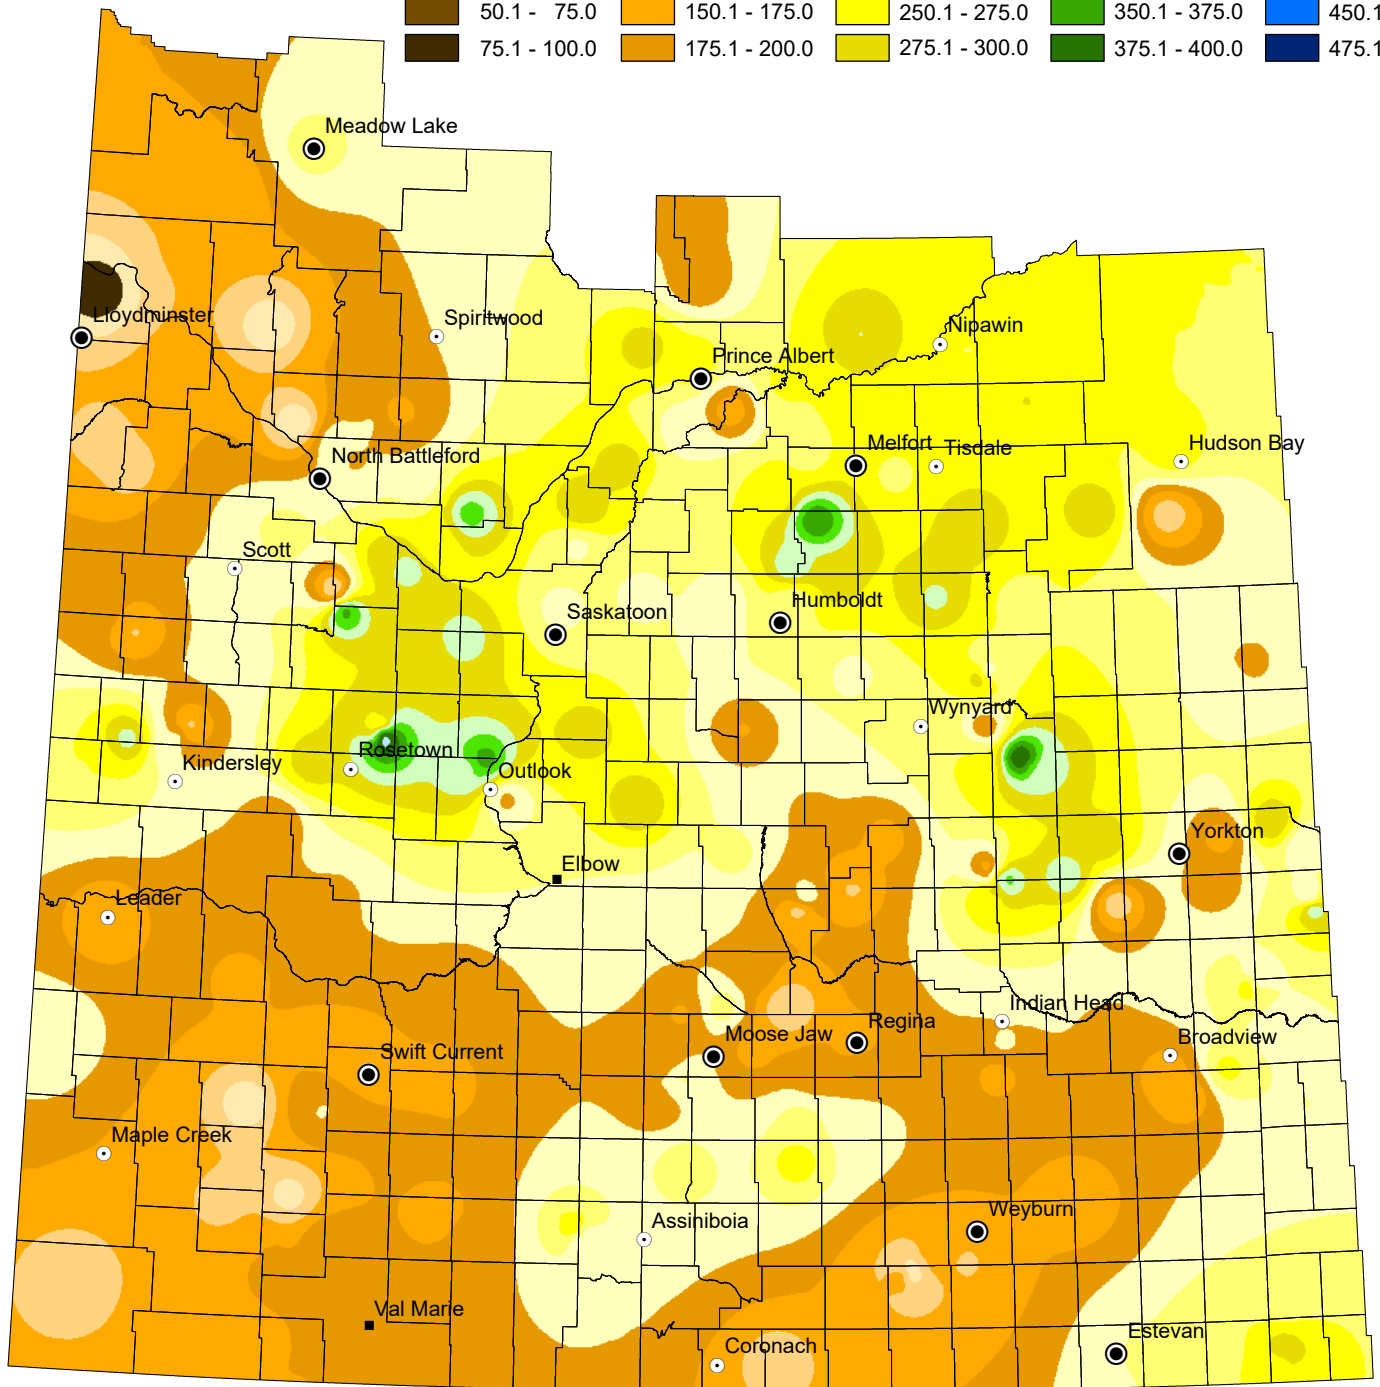 50.1 - 75.0
150.1 - 175.0
250.1 - 275.0
350.1 - 375.0
450.1
75.1 - 100.0
175.1 - 200.0
275.1 - 300.0
375.1 - 400.0
475.1
Meadow Lake
Lloydminster
Spiritwood
Nipawin
Prince Albert
North Battleford
Melfort
Tisdale
Hudson Bay
Scott
Saskatoon
Humboldt
Wynyard
Rosetown
Kindersley
Outlook
Yorkton
Elbow
Leader
Indian Head
Regina
Moose Jaw
Broadview
Swift Current
Maple Creek
Weyburn
Assiniboia
Val Marie
Estevan
Coronach